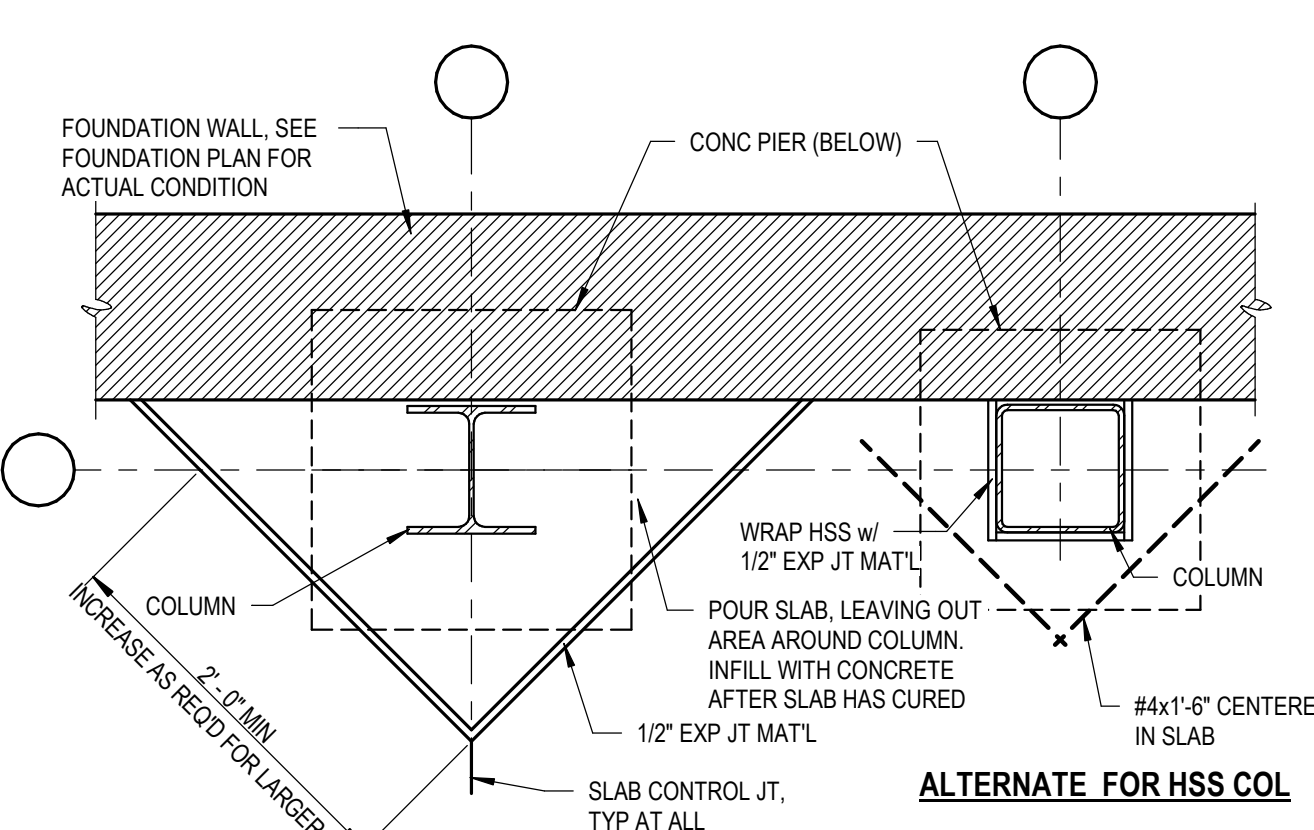 FOUNDATION WALL, SEE
FOUNDATION PLAN FOR
ACTUAL CONDITION
CONC PIER (BELOW)
WRAP HSS w/
1/2" EXP JT MAT'L
COLUMN
COLUMN
POUR SLAB, LEAVING OUT
AREA AROUND COLUMN.
INFILL WITH CONCRETE
AFTER SLAB HAS CURED
2'-0" MIN
INCREASE AS REQ'D FOR LARGER
1/2" EXP JT MAT'L
#4x1'-6" CENTERE
IN SLAB
SLAB CONTROL JT,
TYP AT ALL
ALTERNATE FOR HSS COL